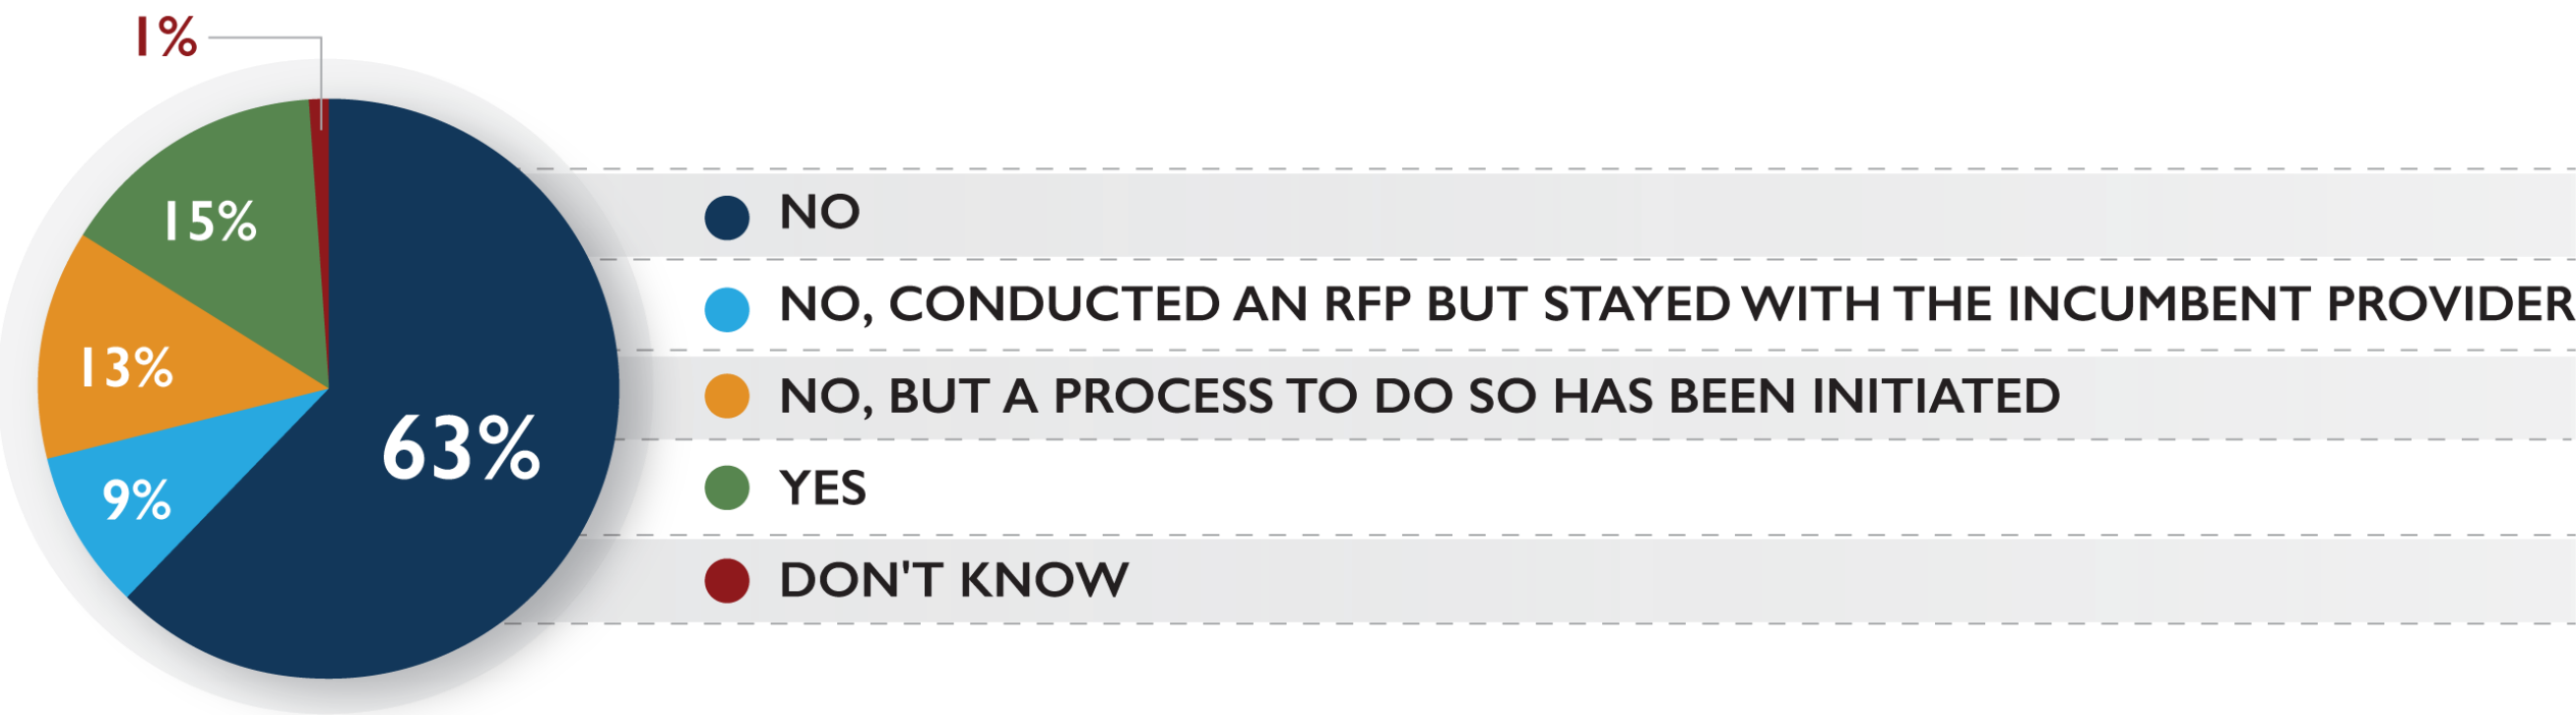 1%
15%
13%
9%
63%
NO
NO, CONDUCTED AN RFP BUT STAYED WITH THE INCUMBENT PROVIDER
NO, BUT A PROCESS TO DO SO HAS BEEN INITIATED
YES
DON'T KNOW